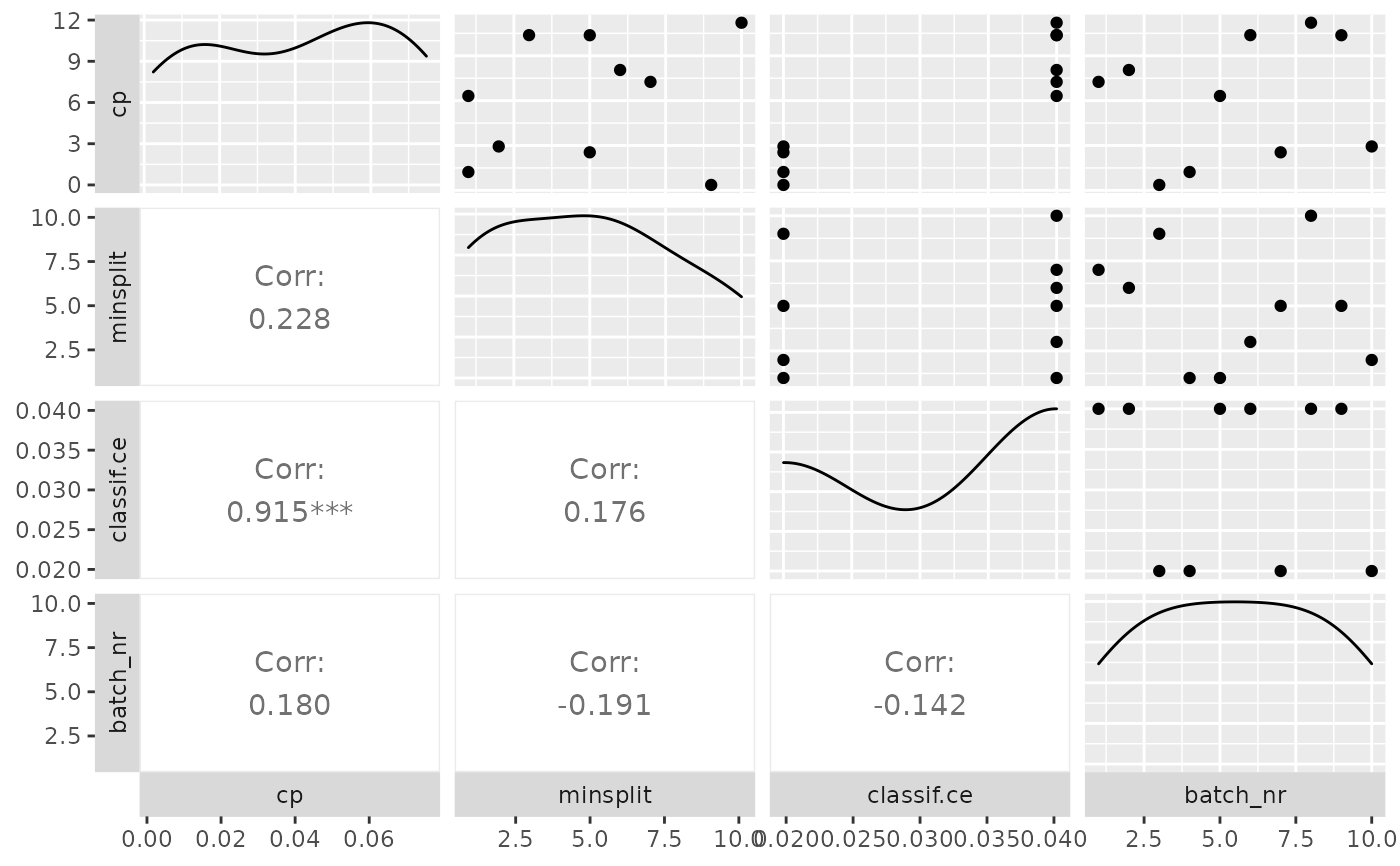 12
9
6
3
0
cp
10.0
7.5
5.0
2.5
minsplit
Corr:
0.228
0.040
0.035
0.030
0.025
0.020
classif.ce
Corr:
0.915***
Corr:
0.176
10.0
7.5
5.0
2.5
batch_nr
Corr:
0.180
Corr:
-0.191
Corr:
-0.142
cp
minsplit
classif.ce
batch_nr
0.00 0.02 0.04 0.06
2.5 5.0 7.5 10.0
0.020 0.025 0.030 0.035 0.040
2.5 5.0 7.5 10.0